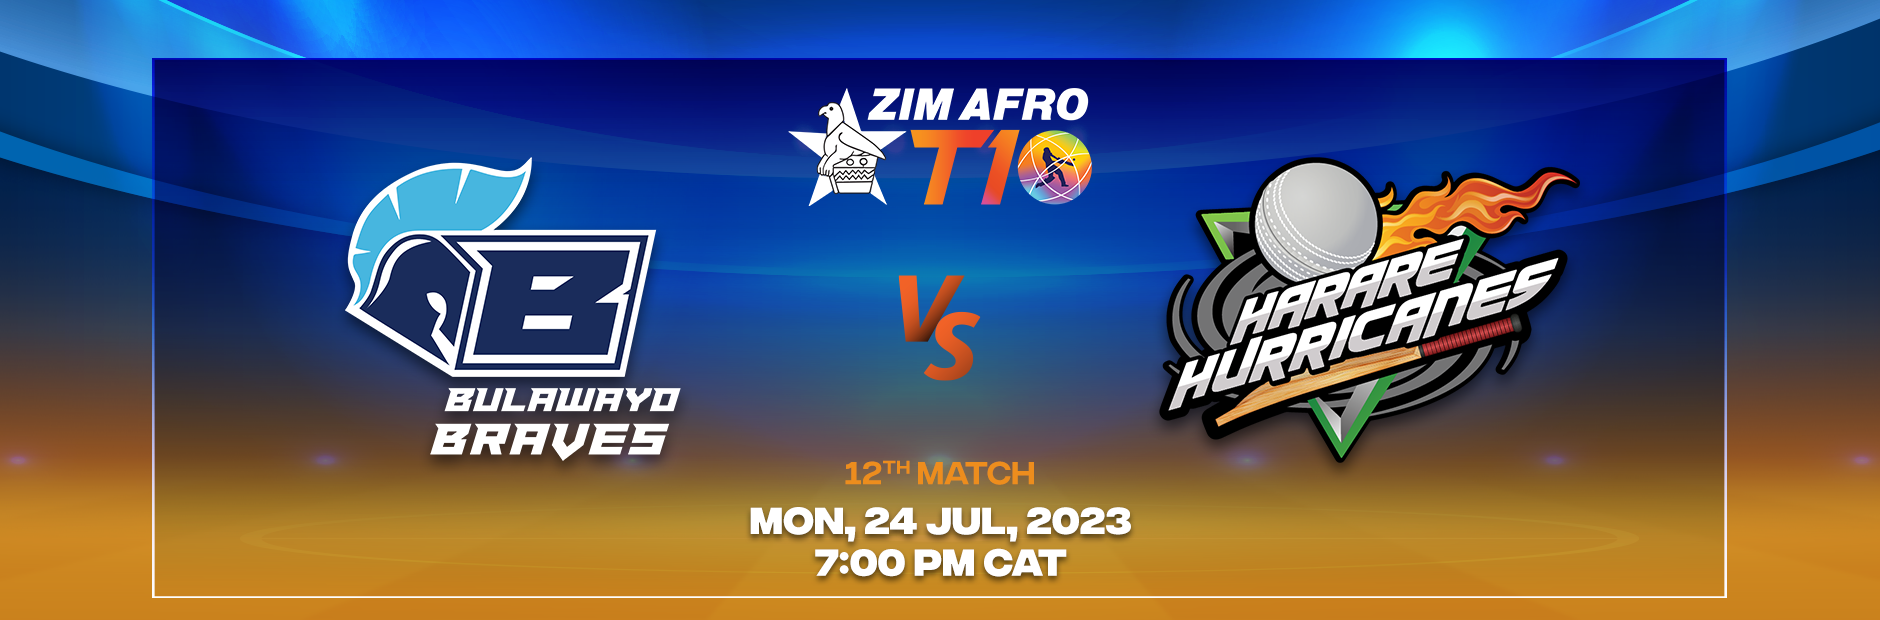 ZIM AFRO
T10
B
BULAWAYO
BRAVES
VS
HARARE
HURRICANES
12TH MATCH
MON, 24 JUL, 2023
7:00 PM CAT